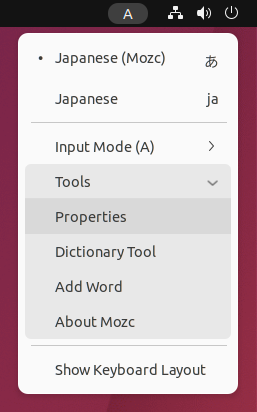 A
Japanese (Mozc) あ
Japanese ja
Input Mode (A)
Tools
Properties
Dictionary Tool
Add Word
About Mozc
Show Keyboard Layout